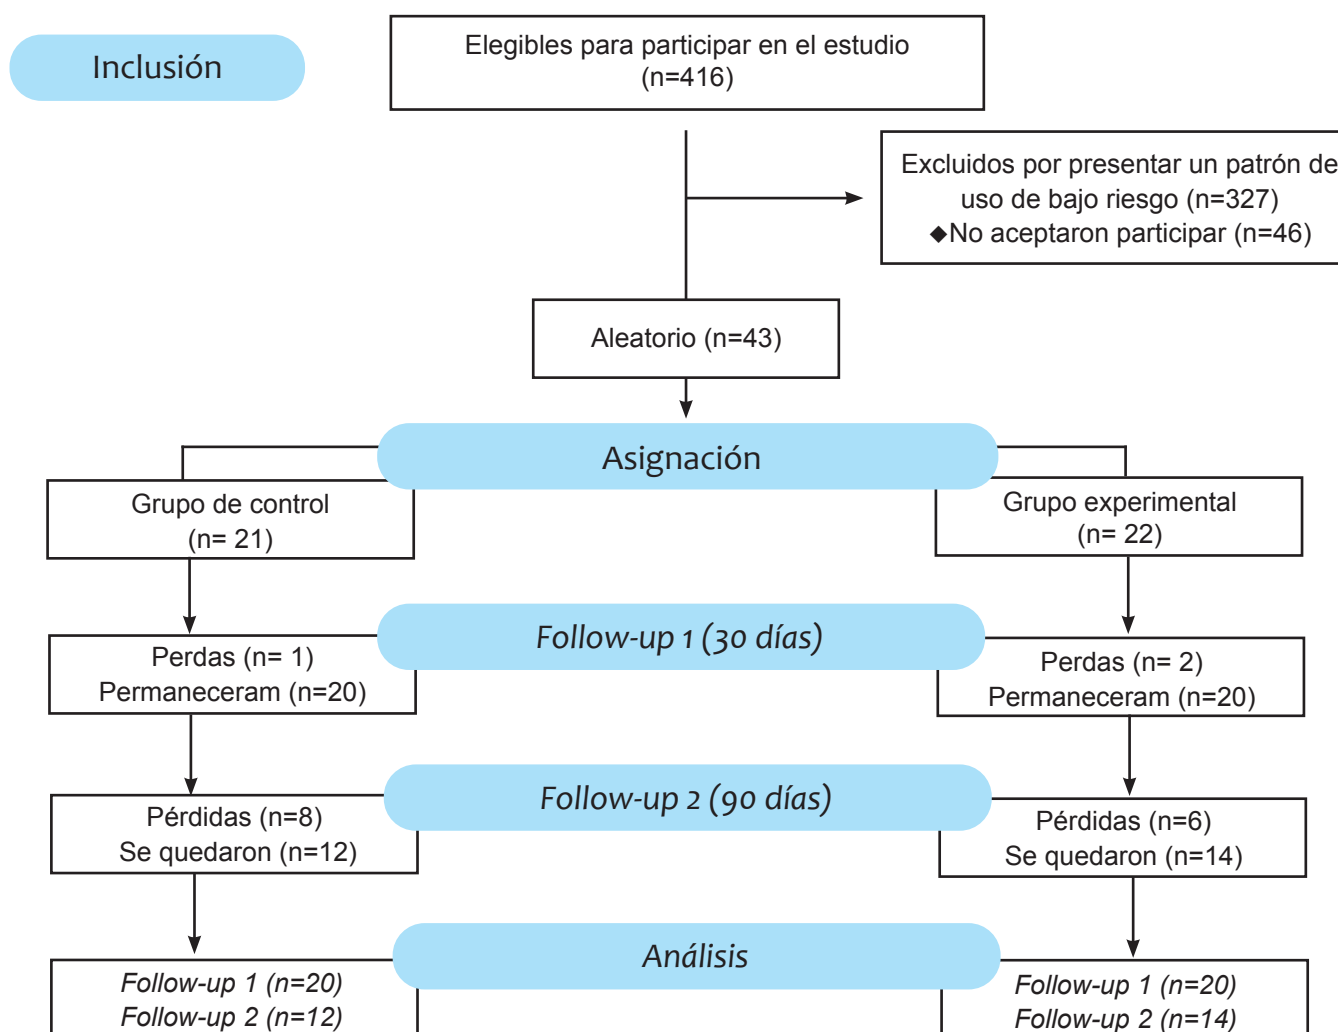 Inclusión
Elegibles para participar en el estudio
(n=416)
Excluidos por presentar un patrón de
uso de bajo riesgo (n=327)
◆No aceptaron participar (n=46)
Aleatorio (n=43)
Asignación
Grupo de control
(n= 21)
Grupo experimental
(n= 22)
Follow-up 1 (30 días)
Perdas (n= 1)
Permaneceram (n=20)
Perdas (n= 2)
Permaneceram (n=20)
Follow-up 2 (90 días)
Pérdidas (n=8)
Se quedaron (n=12)
Pérdidas (n=6)
Se quedaron (n=14)
Análisis
Follow-up 1 (n=20)
Follow-up 2 (n=12)
Follow-up 1 (n=20)
Follow-up 2 (n=14)